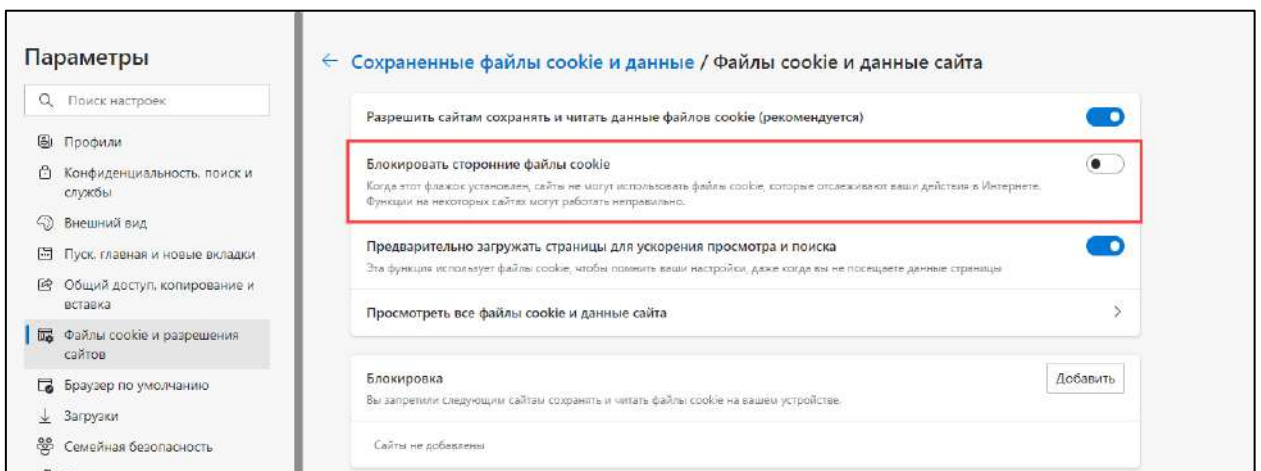 Параметры
Поиск настроек
Профили
Конфиденциальность, поиск и
службы
Внешний вид
Пуск, главная и новые вкладки
Общий доступ, копирование и
вставка
Файлы cookie и разрешения
сайтов
Браузер по умолчанию
Загрузки
Семейная безопасность
Сохраненные файлы cookie и данные / Файлы cookie и данные сайта
Разрешить сайтам сохранять и читать данные файлов cookie (рекомендуется)
Блокировать сторонние файлы cookie
Когда этот флажок установлен, сайты не могут использовать файлы cookie, которые отслеживают ваши действия в Интернете.
Функции на некоторых сайтах могут работать неправильно.
Предварительно загружать страницы для ускорения просмотра и поиска
Эта функция использует файлы cookie, чтобы помнить ваши настройки, даже когда вы не посещаете данные страницы
Просмотреть все файлы cookie и данные сайта
Блокировка
Добавить
Вы запретили следующим сайтам сохранять и читать файлы cookie на вашем устройстве.
Сайты не добавлены